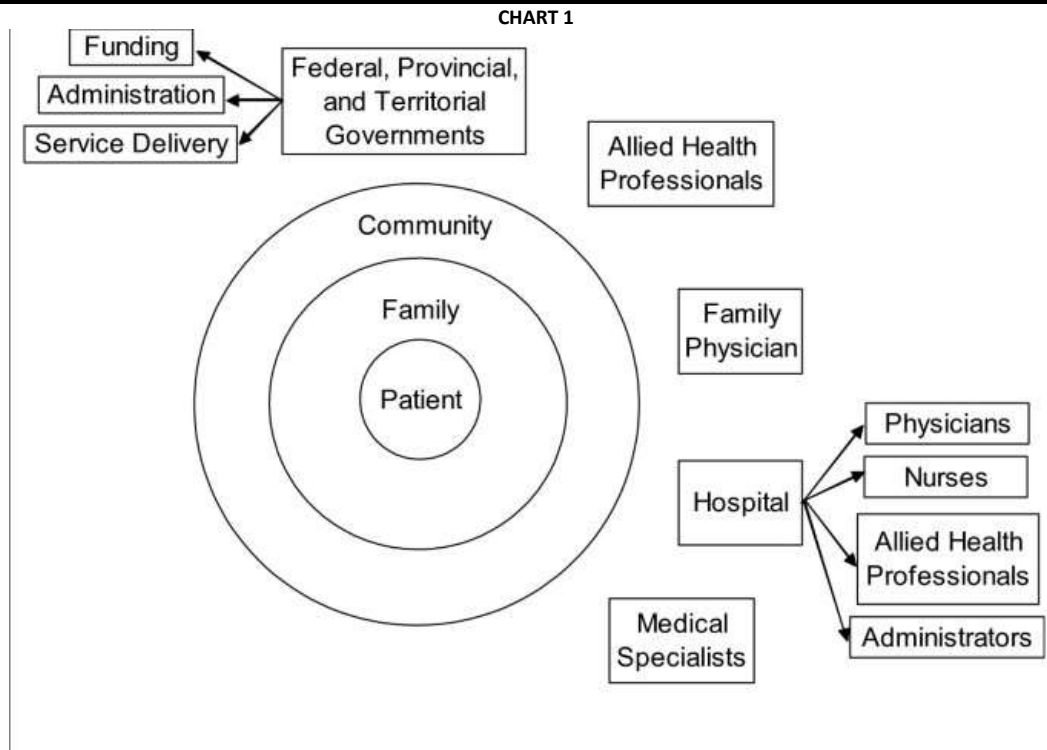 CHART 1
Funding
Administration
Service Delivery
Federal, Provincial,
and Territorial
Governments
Allied Health
Professionals
Community
Family
Patient
Family
Physician
Hospital
Physicians
Nurses
Allied Health
Professionals
Administrators
Medical
Specialists